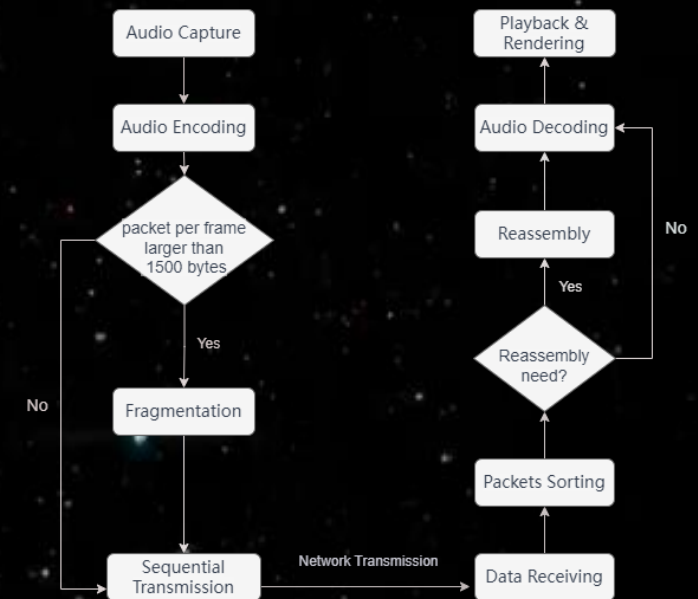 Audio Capture
Audio Encoding
packet per frame
larger than
1500 bytes
Yes
No
Fragmentation
Sequential
Transmission
Network Transmission
Data Receiving
Packets Sorting
Reassembly
need?
Yes
No
Reassembly
Audio Decoding
Playback &
Rendering